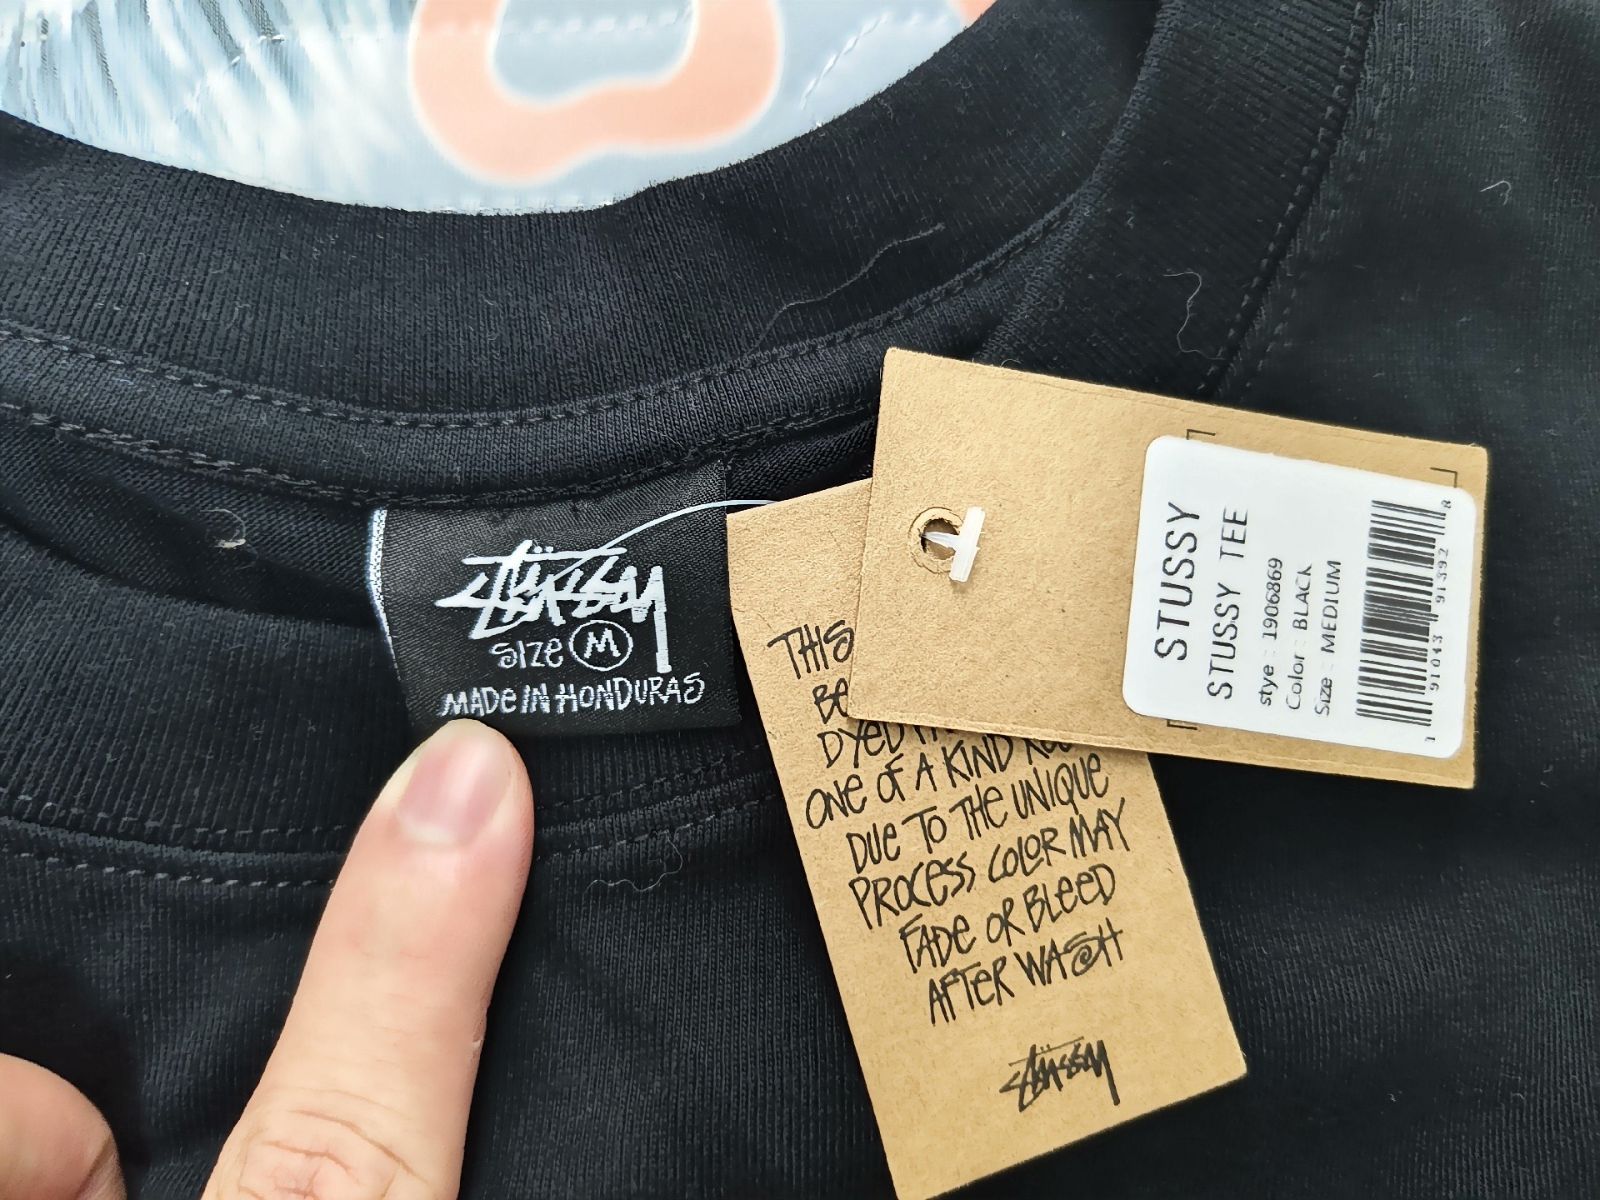 Stüssy
SIZE M
MADE IN HONDURAS
THIS
BE
DYED
ONE OF A KIND
DUE TO THE UNIQUE
PROCESS COLOR MAY
FADE OR BLEED
AFTER WASH
Stüssy
STUSSY
STUSSY TEE
stye : 1906869
Color : BLACK
Size : MEDIUM
1 91043 91392 8